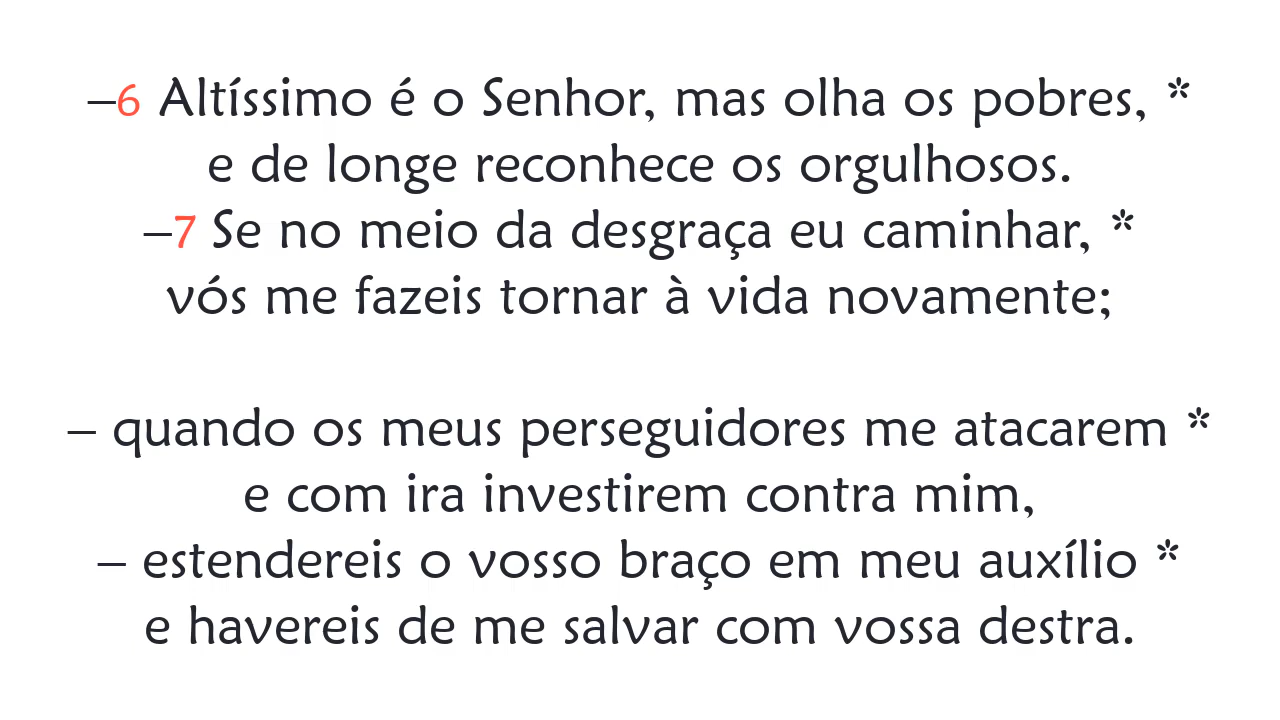 –6 Altíssimo é o Senhor, mas olha os pobres, *
e de longe reconhece os orgulhosos.
–7 Se no meio da desgraça eu caminhar, *
vós me fazeis tornar à vida novamente;
– quando os meus perseguidores me atacarem *
e com ira investirem contra mim,
– estendereis o vosso braço em meu auxílio *
e havereis de me salvar com vossa destra.